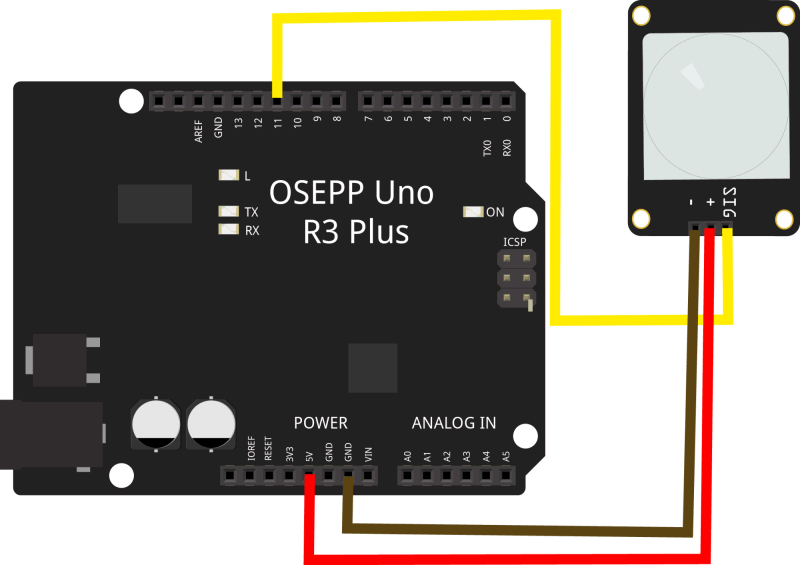 AREF
GND
13
12
11
10
9
8
7
6
5
4
3
2
1
0
TX0
RX0
L
TX
RX
OSEPP Uno
R3 Plus
ON
ICSP
-
+
SIG
POWER
ANALOG IN
IOREF
RESET
3V3
5V
GND
GND
VIN
A0
A1
A2
A3
A4
A5